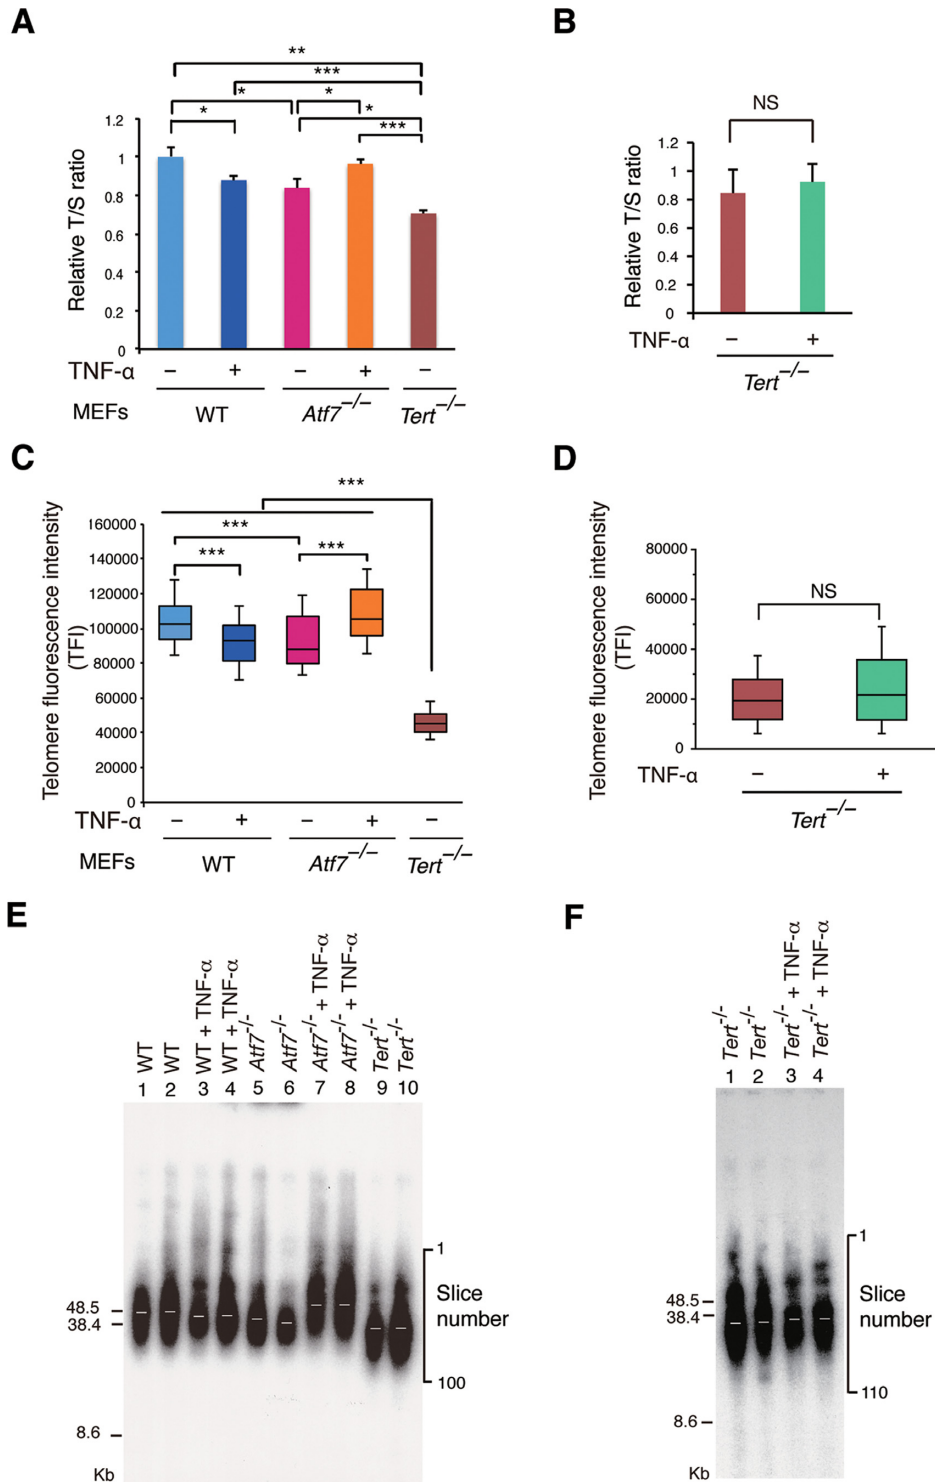 A
**
***
*
*
*
*
***
1.2
1
0.8
0.6
0.4
0.2
0
Relative T/S ratio
TNF-α
– + – + –
MEFs
WT Atf7–/– Tert–/–
B
NS
1.2
1
0.8
0.6
0.4
0.2
0
Relative T/S ratio
TNF-α – +
Tert–/–
C
***
***
***
***
160000
140000
120000
100000
80000
60000
40000
20000
0
Telomere fluorescence intensity
(TFI)
TNF-α – + – + –
MEFs WT Atf7–/– Tert–/–
D
NS
80000
60000
40000
20000
0
Telomere fluorescence intensity
(TFI)
TNF-α – +
Tert–/–
E
WT
WT
WT + TNF-α
WT + TNF-α
Atf7-/-
Atf7-/-
Atf7-/- + TNF-α
Atf7-/- + TNF-α
Tert-/-
Tert-/-
1 2 3 4 5 6 7 8 9 10
48.5
38.4
8.6
Kb
1
Slice
number
100
F
Tert-/-
Tert-/-
Tert-/- + TNF-α
Tert-/- + TNF-α
1 2 3 4
48.5
38.4
8.6
Kb
1
Slice
number
110